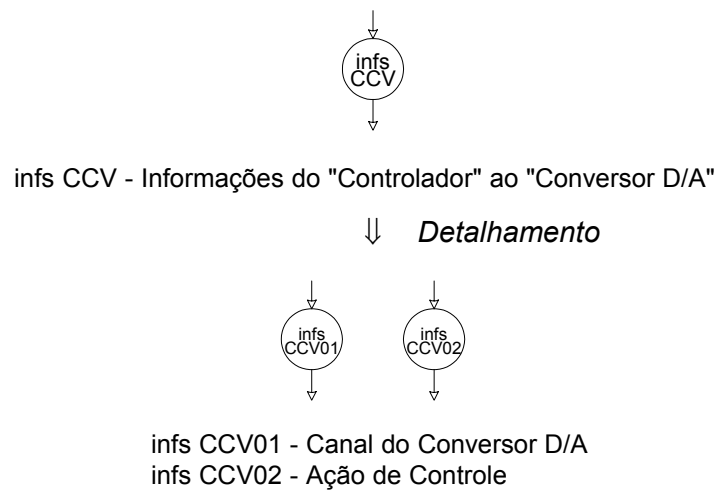 infs
CCV
infs CCV - Informações do "Controlador" ao "Conversor D/A"
⇓ Detalhamento
infs
CCV01
infs
CCV02
infs CCV01 - Canal do Conversor D/A
infs CCV02 - Ação de Controle